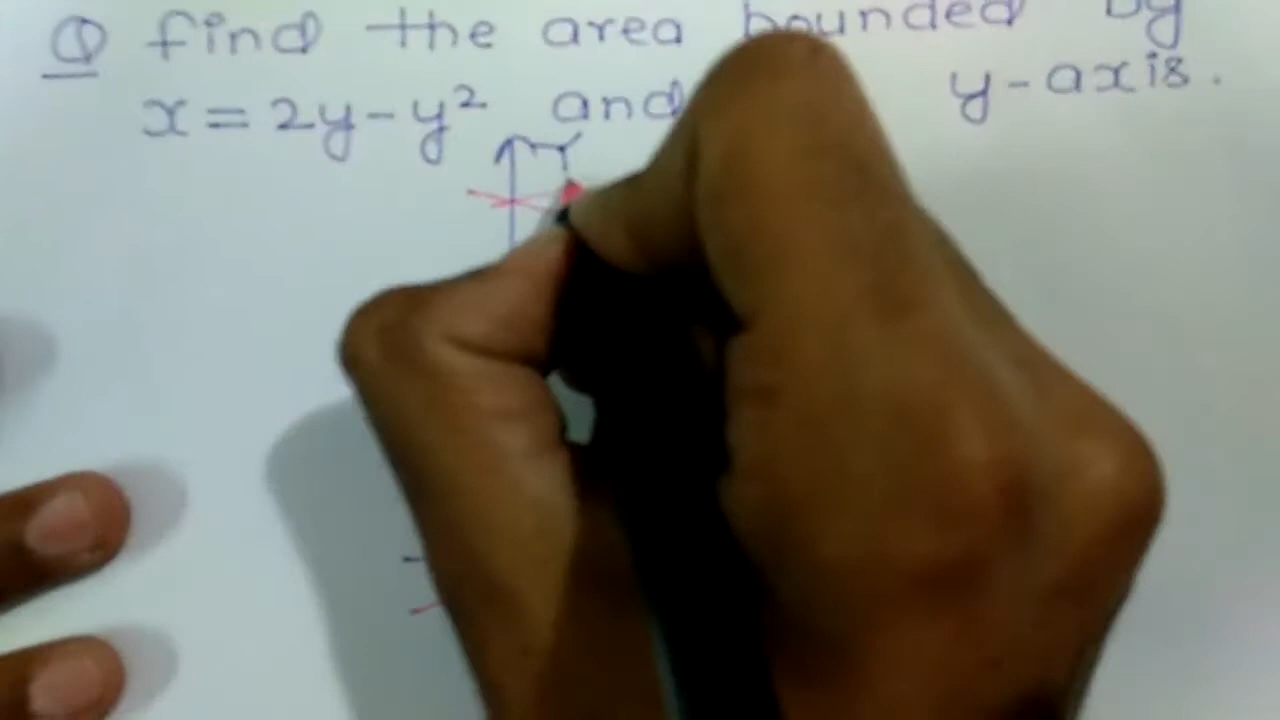 Q find the area bounded by
x = 2y - y² and y-axis.
Y